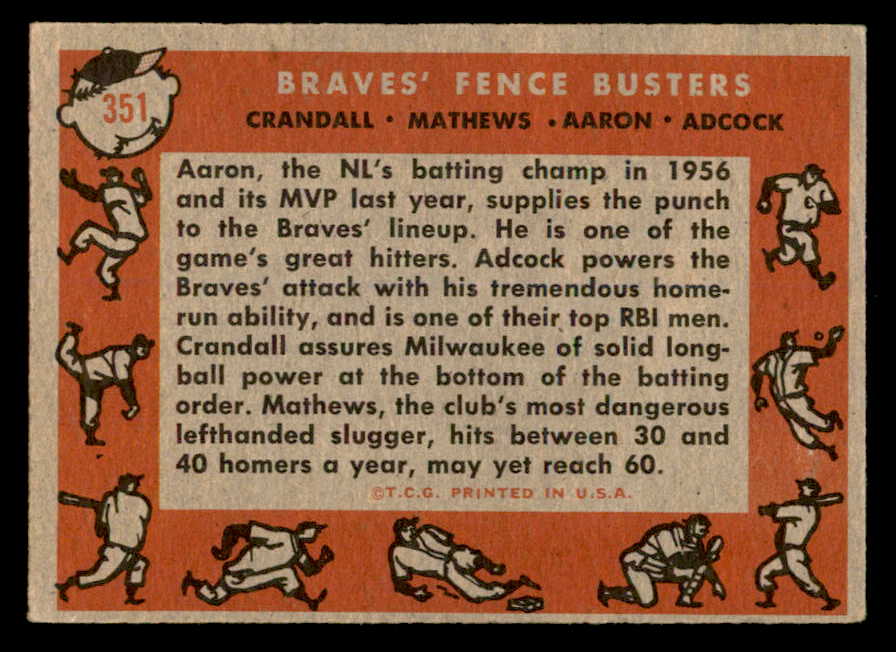 351
BRAVES' FENCE BUSTERS
CRANDALL • MATHEWS • AARON • ADCOCK
Aaron, the NL's batting champ in 1956
and its MVP last year, supplies the punch
to the Braves' lineup. He is one of the
game's great hitters. Adcock powers the
Braves' attack with his tremendous home-
run ability, and is one of their top RBI men.
Crandall assures Milwaukee of solid long-
ball power at the bottom of the batting
order. Mathews, the club's most dangerous
lefthanded slugger, hits between 30 and
40 homers a year, may yet reach 60.
©T.C.G. PRINTED IN U.S.A.